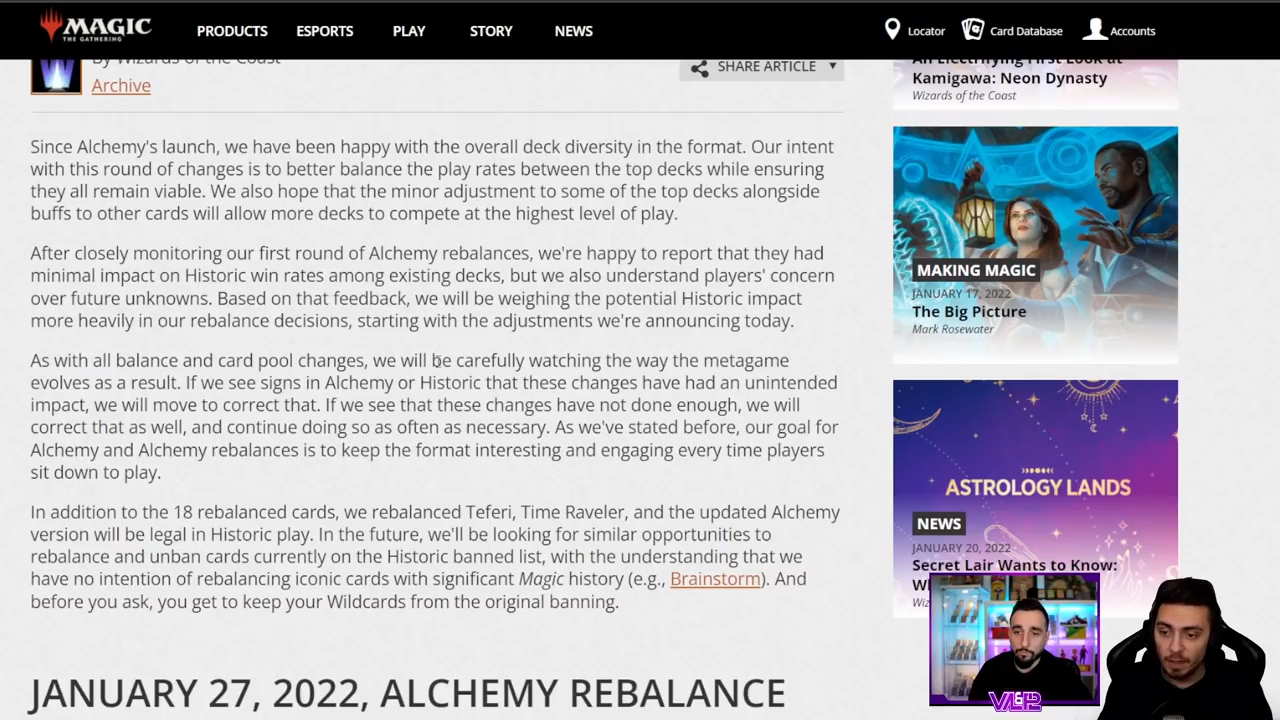 MAGIC
THE GATHERING
PRODUCTS
ESPORTS
PLAY
STORY
NEWS
Locator
Card Database
Accounts
By Wizards of the Coast
Archive
SHARE ARTICLE
Since Alchemy's launch, we have been happy with the overall deck diversity in the format. Our intent
with this round of changes is to better balance the play rates between the top decks while ensuring
they all remain viable. We also hope that the minor adjustment to some of the top decks alongside
buffs to other cards will allow more decks to compete at the highest level of play.
After closely monitoring our first round of Alchemy rebalances, we're happy to report that they had
minimal impact on Historic win rates among existing decks, but we also understand players' concern
over future unknowns. Based on that feedback, we will be weighing the potential Historic impact
more heavily in our rebalance decisions, starting with the adjustments we're announcing today.
As with all balance and card pool changes, we will be carefully watching the way the metagame
evolves as a result. If we see signs in Alchemy or Historic that these changes have had an unintended
impact, we will move to correct that. If we see that these changes have not done enough, we will
correct that as well, and continue doing so as often as necessary. As we've stated before, our goal for
Alchemy and Alchemy rebalances is to keep the format interesting and engaging every time players
sit down to play.
In addition to the 18 rebalanced cards, we rebalanced Teferi, Time Raveler, and the updated Alchemy
version will be legal in Historic play. In the future, we'll be looking for similar opportunities to
rebalance and unban cards currently on the Historic banned list, with the understanding that we
have no intention of rebalancing iconic cards with significant Magic history (e.g., Brainstorm). And
before you ask, you get to keep your Wildcards from the original banning.
JANUARY 27, 2022, ALCHEMY REBALANCE
An Electrifying First Look at
Kamigawa: Neon Dynasty
Wizards of the Coast
MAKING MAGIC
JANUARY 17, 2022
The Big Picture
Mark Rosewater
ASTROLOGY LANDS
NEWS
JANUARY 20, 2022
Secret Lair Wants to Know: